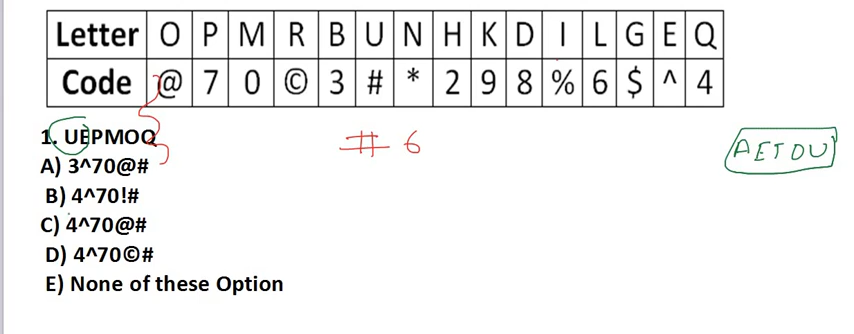 Letter O P M R B U N H K D I L G E Q
Code @ 7 0 © 3 # * 2 9 8 % 6 $ ^ 4
1. UEPMOQ
# 6
AEIOU
A) 3^70@#
B) 4^70!#
C) 4^70@#
D) 4^70©#
E) None of these Option